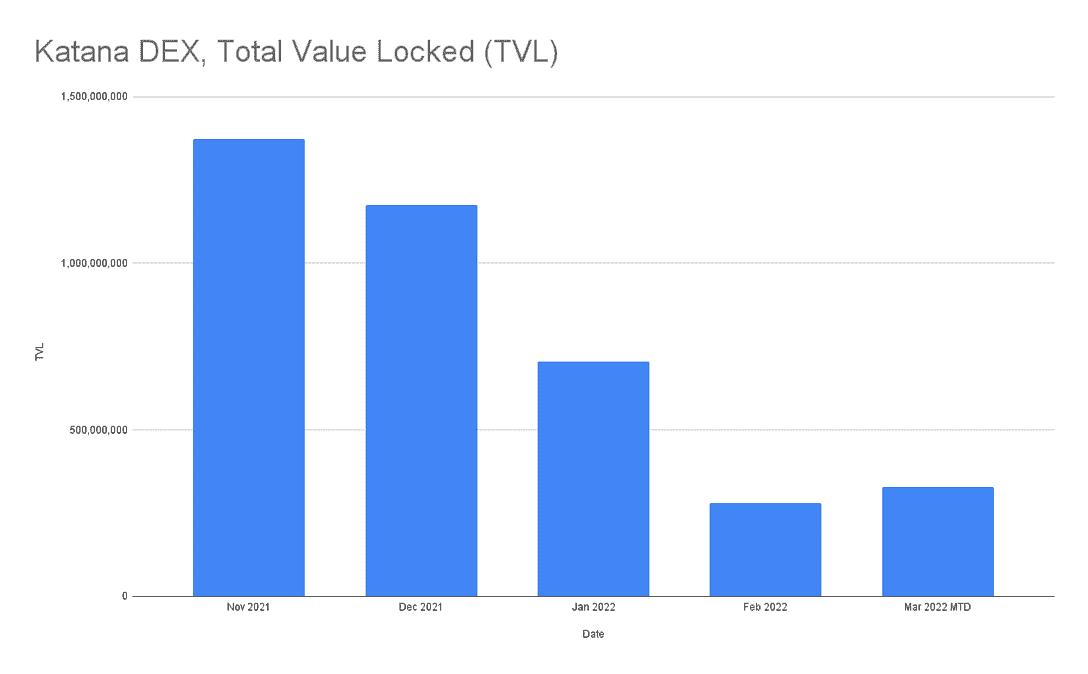 Katana DEX, Total Value Locked (TVL)
1,500,000,000
1,000,000,000
500,000,000
0
TVL
Nov 2021
Dec 2021
Jan 2022
Feb 2022
Mar 2022 MTD
Date